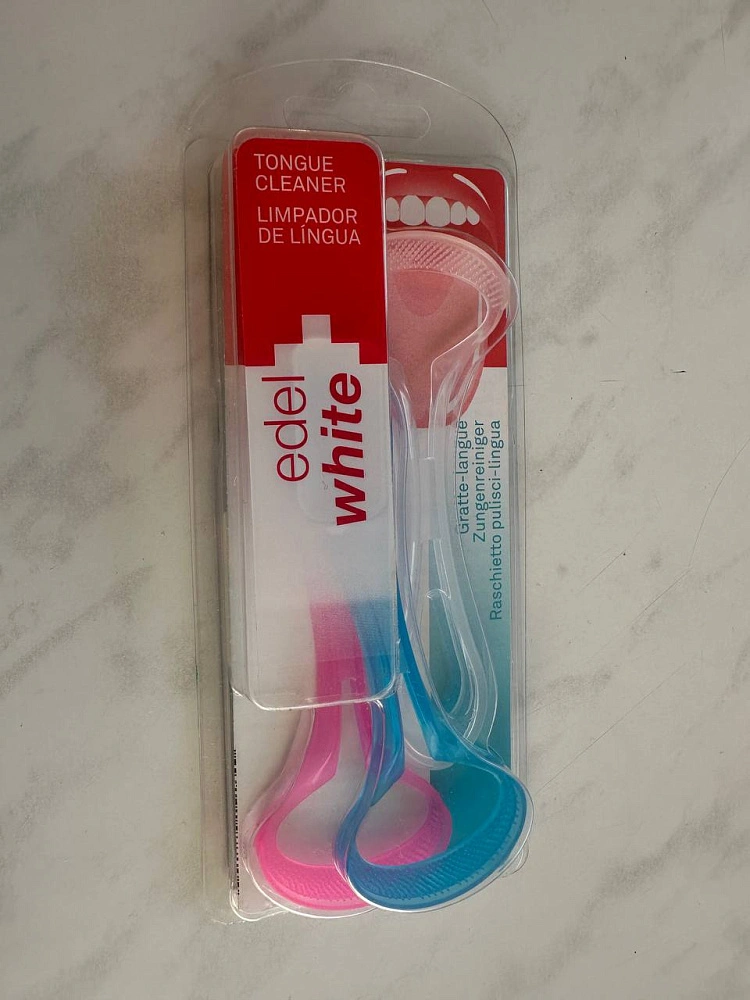 TONGUE
CLEANER
LIMPADOR
DE LÍNGUA
edel
white
Gratte-langue
Zungenreiniger
Raschietto pulisci-lingua